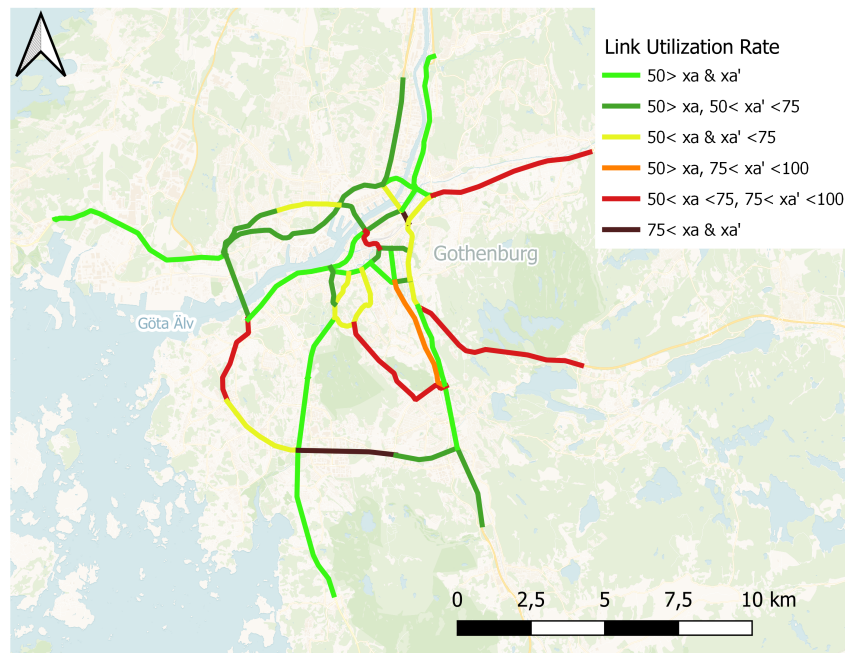 Link Utilization Rate
50> xa & xa'
50> xa, 50< xa' <75
50< xa & xa' <75
50> xa, 75< xa' <100
50< xa <75, 75< xa' <100
75< xa & xa'
Gothenburg
Göta Älv
0 2,5 5 7,5 10 km